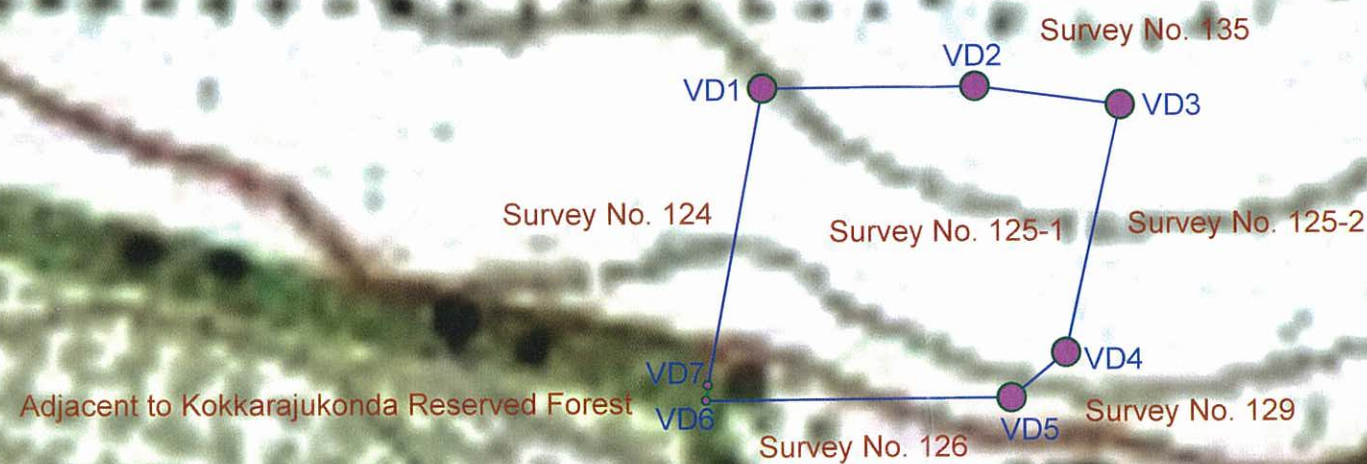 Survey No. 135
VD2
VD1
VD3
Survey No. 124
Survey No. 125-1
Survey No. 125-2
VD4
VD7
Adjacent to Kokkarajukonda Reserved Forest
VD6
Survey No. 129
VD5
Survey No. 126